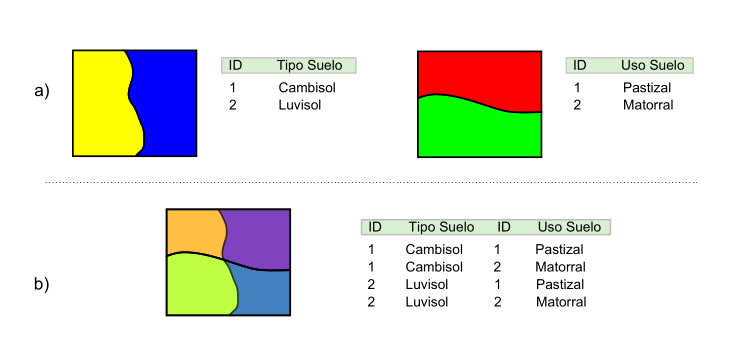 a)
ID Tipo Suelo
1 Cambisol
2 Luvisol
ID Uso Suelo
1 Pastizal
2 Matorral
b)
ID Tipo Suelo ID Uso Suelo
1 Cambisol 1 Pastizal
1 Cambisol 2 Matorral
2 Luvisol 1 Pastizal
2 Luvisol 2 Matorral